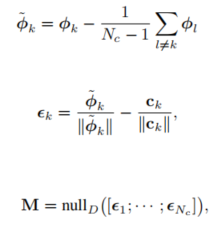 \tilde{\phi}_k = \phi_k - \frac{1}{N_c - 1} \sum_{l \neq k} \phi_l
\epsilon_k = \frac{\tilde{\phi}_k}{\|\tilde{\phi}_k\|} - \frac{\mathbf{c}_k}{\|\mathbf{c}_k\|},
\mathbf{M} = \text{null}_D([\epsilon_1; \cdots ; \epsilon_{N_c}]),